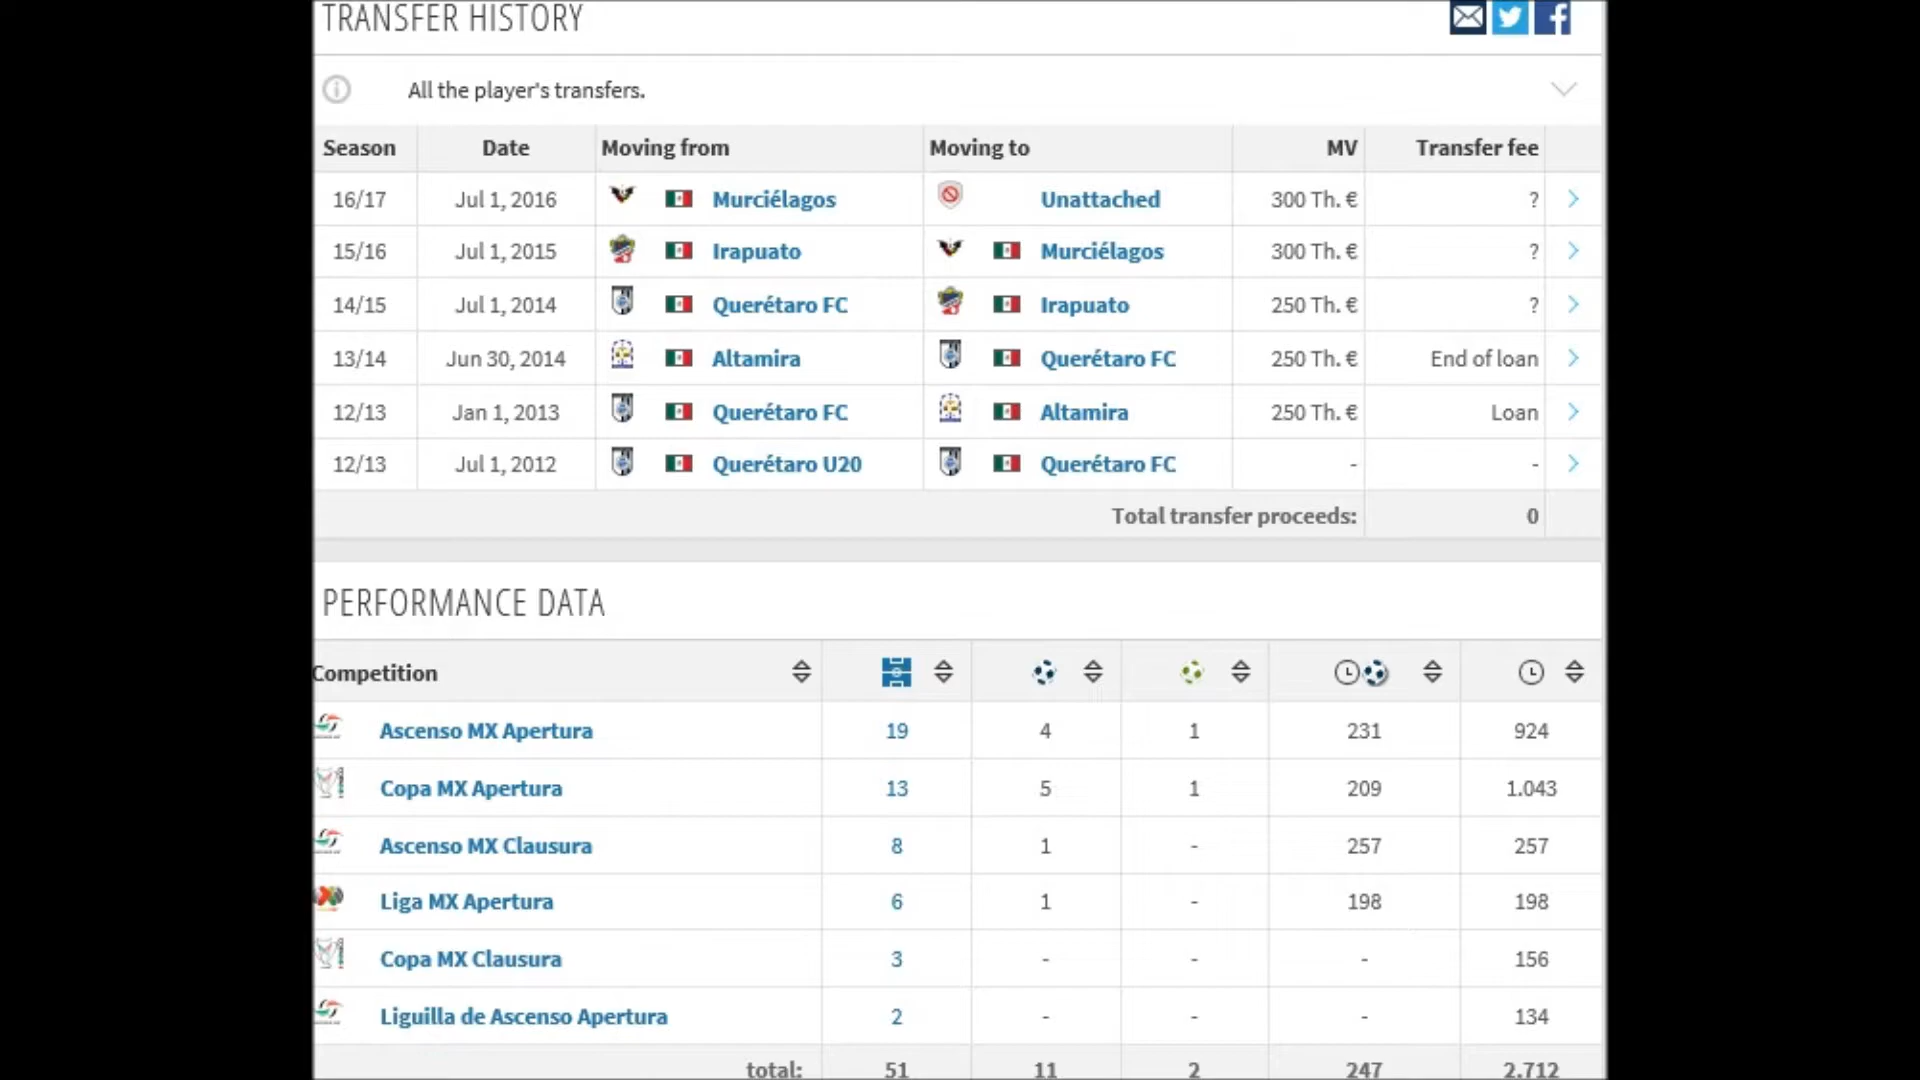 TRANSFER HISTORY
All the player's transfers.
Season Date Moving from Moving to MV Transfer fee
16/17 Jul 1, 2016 Murciélagos Unattached 300 Th. € ?
15/16 Jul 1, 2015 Irapuato Murciélagos 300 Th. € ?
14/15 Jul 1, 2014 Querétaro FC Irapuato 250 Th. € ?
13/14 Jun 30, 2014 Altamira Querétaro FC 250 Th. € End of loan
12/13 Jan 1, 2013 Querétaro FC Altamira 250 Th. € Loan
12/13 Jul 1, 2012 Querétaro U20 Querétaro FC - -
Total transfer proceeds: 0
PERFORMANCE DATA
Competition
Ascenso MX Apertura 19 4 1 231 924
Copa MX Apertura 13 5 1 209 1.043
Ascenso MX Clausura 8 1 - 257 257
Liga MX Apertura 6 1 - 198 198
Copa MX Clausura 3 - - - 156
Liguilla de Ascenso Apertura 2 - - - 134
total: 51 11 2 247 2.712